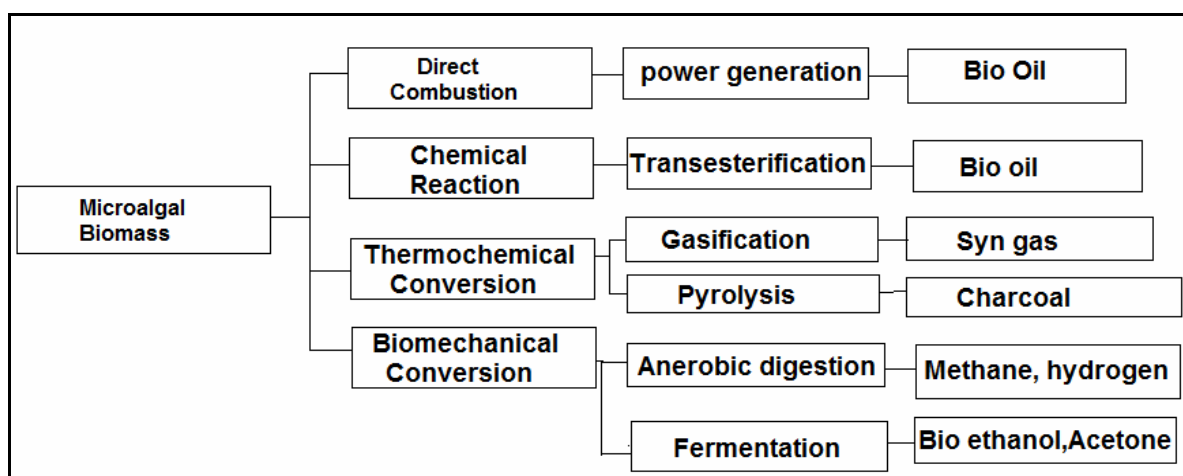 Direct
Combustion
power generation
Bio Oil
Chemical
Reaction
Transesterification
Bio oil
Microalgal
Biomass
Thermochemical
Conversion
Gasification
Syn gas
Pyrolysis
Charcoal
Biomechanical
Conversion
Anerobic digestion
Methane, hydrogen
Fermentation
Bio ethanol,Acetone